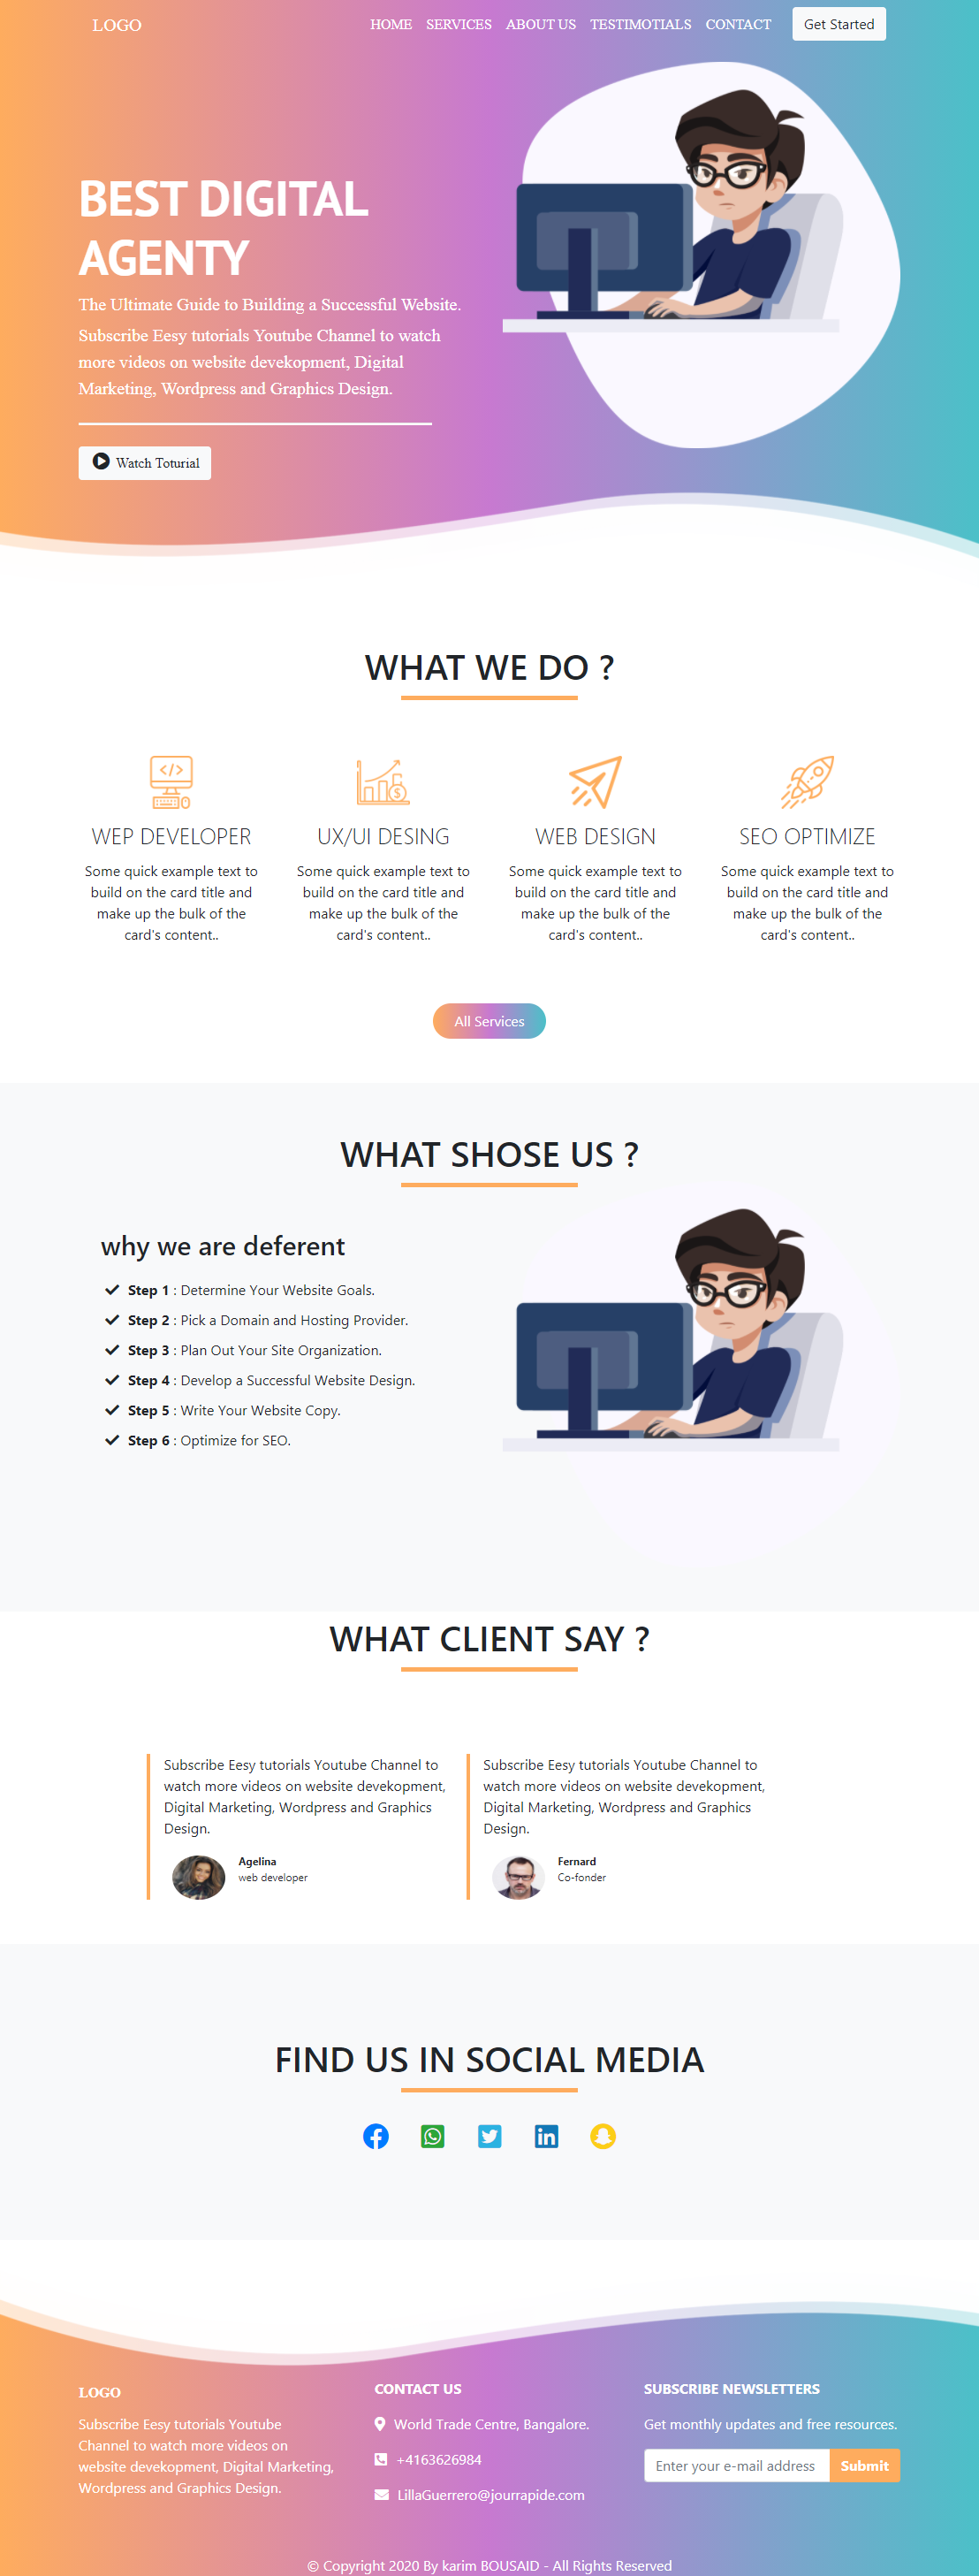 LOGO
HOME SERVICES ABOUT US TESTIMOTIALS CONTACT Get Started
BEST DIGITAL
AGENTY
The Ultimate Guide to Building a Successful Website.
Subscribe Eesy tutorials Youtube Channel to watch
more videos on website devekopment, Digital
Marketing, Wordpress and Graphics Design.
Watch Toturial
WHAT WE DO ?
</>
$
WEP DEVELOPER
Some quick example text to
build on the card title and
make up the bulk of the
card's content..
UX/UI DESING
Some quick example text to
build on the card title and
make up the bulk of the
card's content..
WEB DESIGN
Some quick example text to
build on the card title and
make up the bulk of the
card's content..
SEO OPTIMIZE
Some quick example text to
build on the card title and
make up the bulk of the
card's content..
All Services
WHAT SHOSE US ?
why we are deferent
Step 1 : Determine Your Website Goals.
Step 2 : Pick a Domain and Hosting Provider.
Step 3 : Plan Out Your Site Organization.
Step 4 : Develop a Successful Website Design.
Step 5 : Write Your Website Copy.
Step 6 : Optimize for SEO.
WHAT CLIENT SAY ?
Subscribe Eesy tutorials Youtube Channel to
watch more videos on website devekopment,
Digital Marketing, Wordpress and Graphics
Design.
Agelina
web developer
Subscribe Eesy tutorials Youtube Channel to
watch more videos on website devekopment,
Digital Marketing, Wordpress and Graphics
Design.
Fernard
Co-fonder
FIND US IN SOCIAL MEDIA
LOGO
Subscribe Eesy tutorials Youtube
Channel to watch more videos on
website devekopment, Digital Marketing,
Wordpress and Graphics Design.
CONTACT US
World Trade Centre, Bangalore.
+4163626984
LillaGuerrero@jourrapide.com
SUBSCRIBE NEWSLETTERS
Get monthly updates and free resources.
Enter your e-mail address Submit
© Copyright 2020 By karim BOUSAID - All Rights Reserved